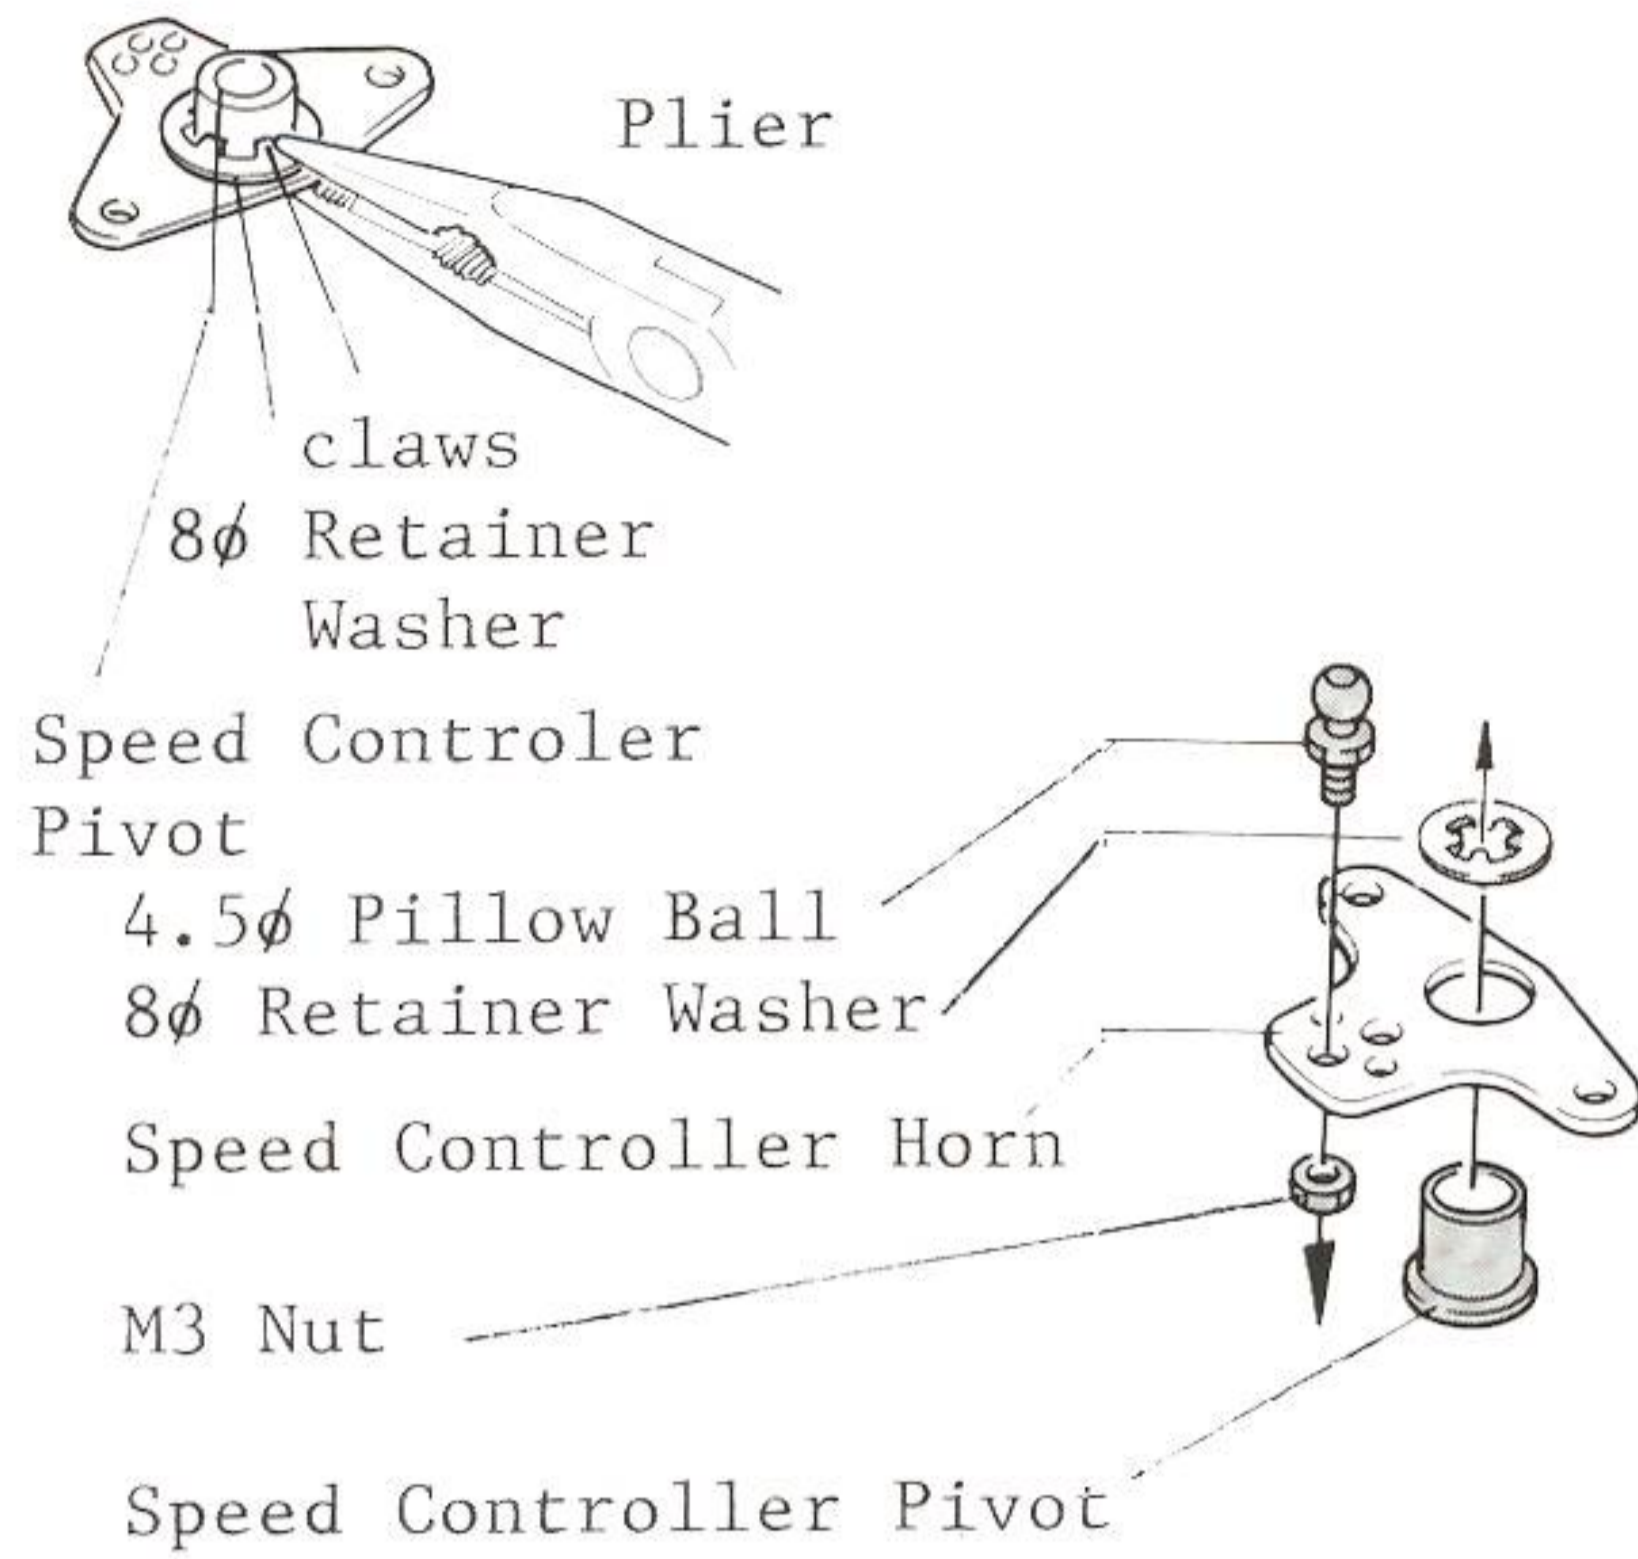 Plier
claws
8ϕ Retainer
Washer
Speed Controler
Pivot
4.5ϕ Pillow Ball
8ϕ Retainer Washer
Speed Controller Horn
M3 Nut
Speed Controller Pivot